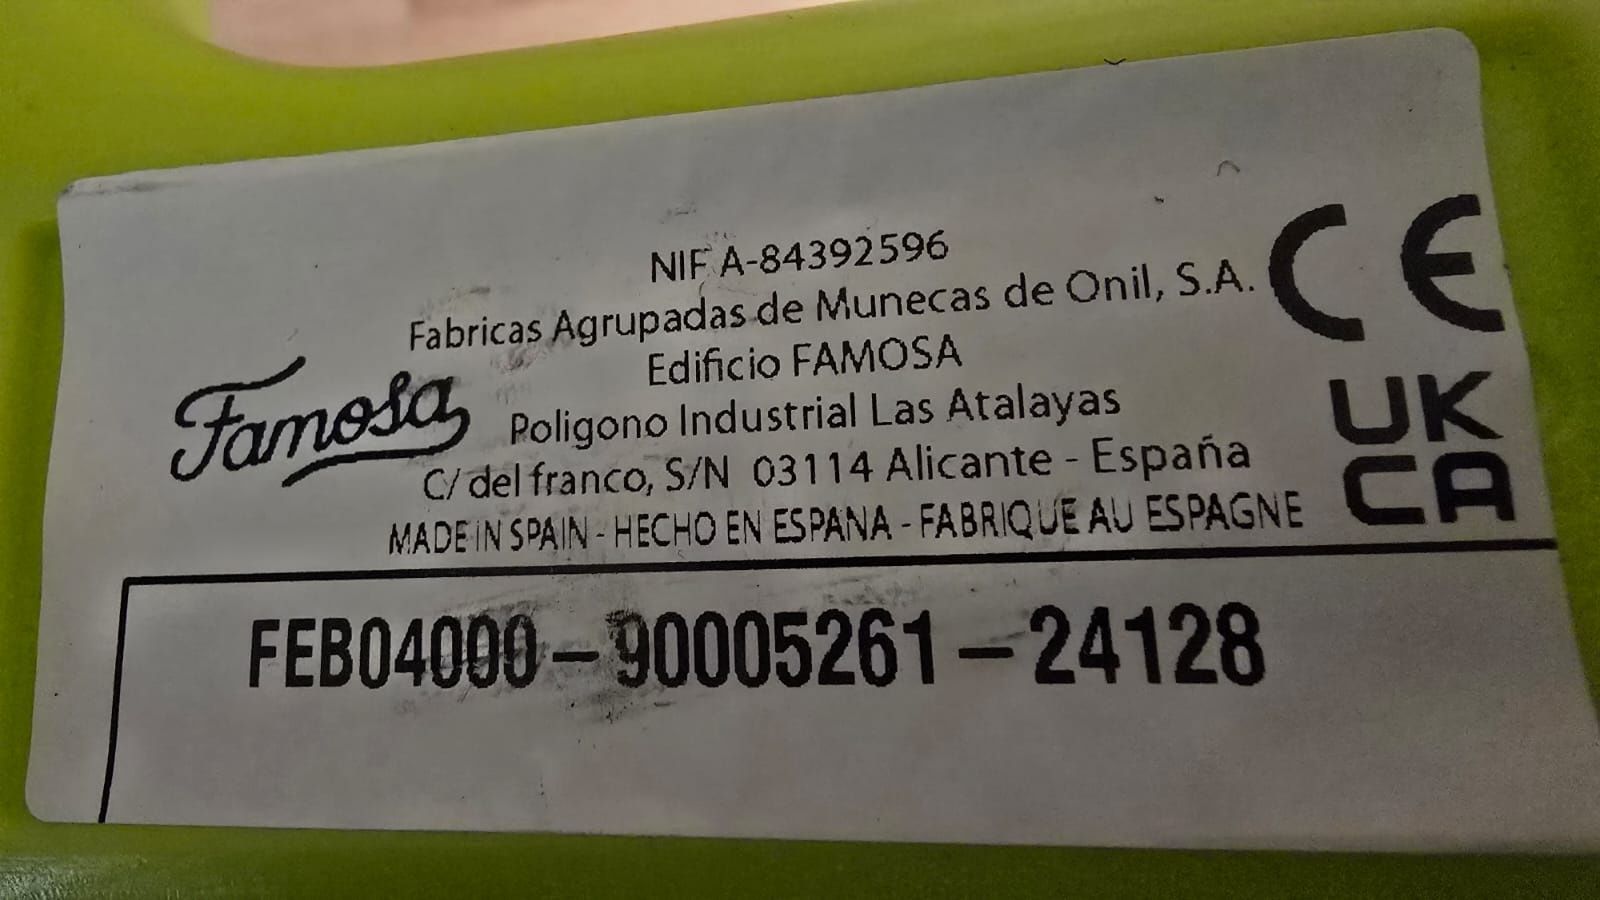 NIF A-84392596
Fabricas Agrupadas de Munecas de Onil, S.A.
Edificio FAMOSA
Famosa
Poligono Industrial Las Atalayas
C/ del franco, S/N 03114 Alicante - España
MADE IN SPAIN - HECHO EN ESPANA - FABRIQUE AU ESPAGNE
CE
UK
CA
FEB04000-90005261-24128